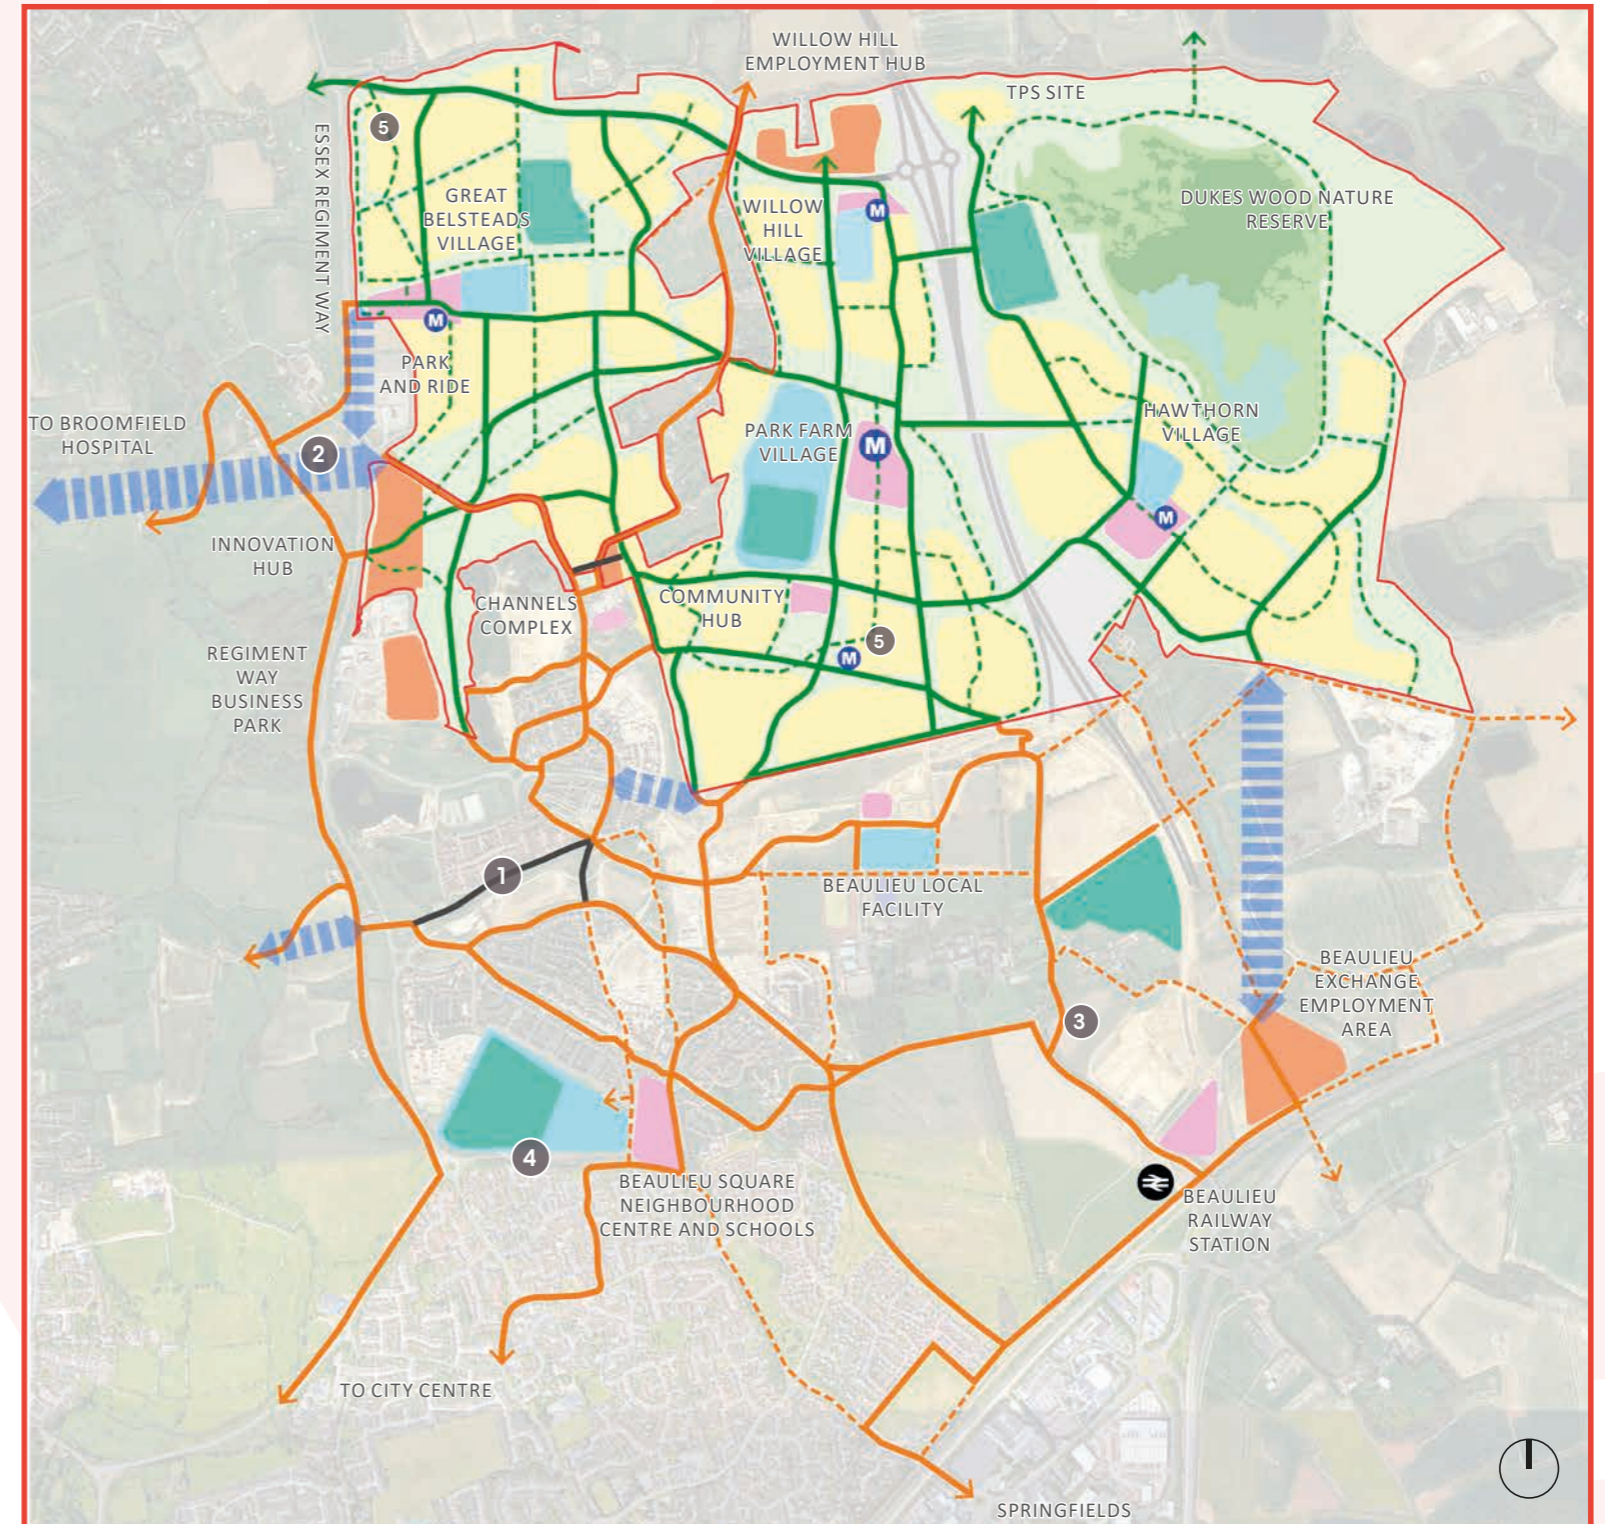 WILLOW HILL
EMPLOYMENT HUB
TPS SITE
5
ESSEX REGIMENT WAY
GREAT
BELSTEADS
VILLAGE
WILLOW
HILL
VILLAGE
M
DUKES WOOD NATURE
RESERVE
M
PARK
AND RIDE
TO BROOMFIELD
HOSPITAL
2
PARK FARM
VILLAGE
M
HAWTHORN
VILLAGE
M
INNOVATION
HUB
CHANNELS
COMPLEX
COMMUNITY
HUB
5
M
REGIMENT
WAY
BUSINESS
PARK
1
BEAULIEU LOCAL
FACILITY
BEAULIEU
EXCHANGE
EMPLOYMENT
AREA
3
4
BEAULIEU SQUARE
NEIGHBOURHOOD
CENTRE AND SCHOOLS
BEAULIEU
RAILWAY
STATION
TO CITY CENTRE
SPRINGFIELDS